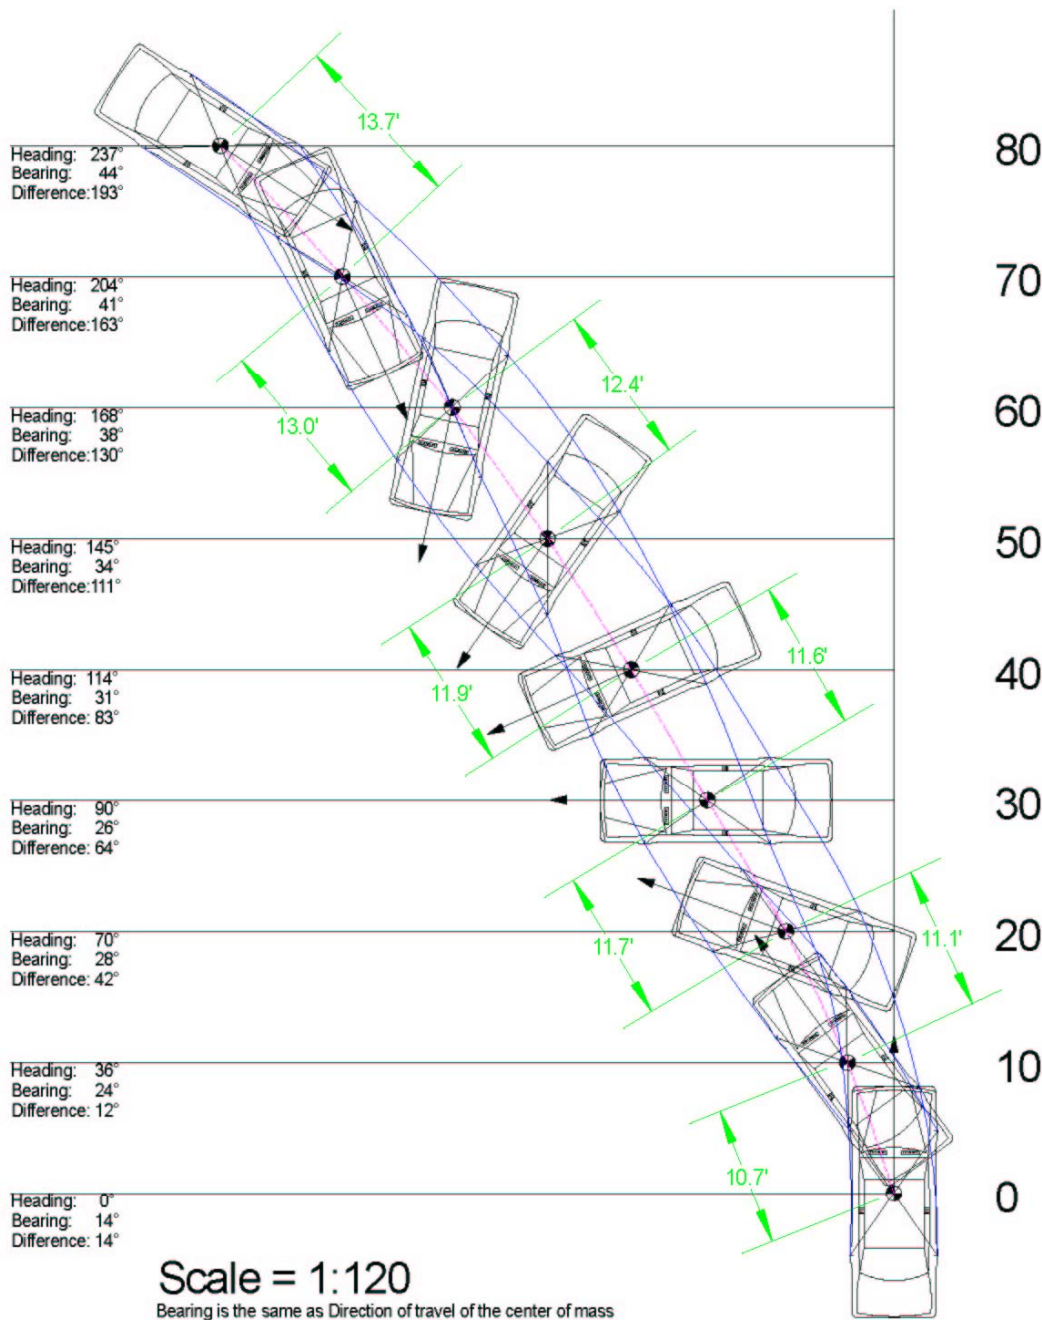 13.7'
80
Heading: 237°
Bearing: 44°
Difference:193°
70
Heading: 204°
Bearing: 41°
Difference:163°
12.4'
13.0'
60
Heading: 168°
Bearing: 38°
Difference:130°
50
Heading: 145°
Bearing: 34°
Difference:111°
11.6'
11.9'
40
Heading: 114°
Bearing: 31°
Difference: 83°
30
Heading: 90°
Bearing: 26°
Difference: 64°
11.1'
11.7'
20
Heading: 70°
Bearing: 28°
Difference: 42°
10
Heading: 36°
Bearing: 24°
Difference: 12°
10.7'
0
Heading: 0°
Bearing: 14°
Difference: 14°
Scale = 1:120
Bearing is the same as Direction of travel of the center of mass